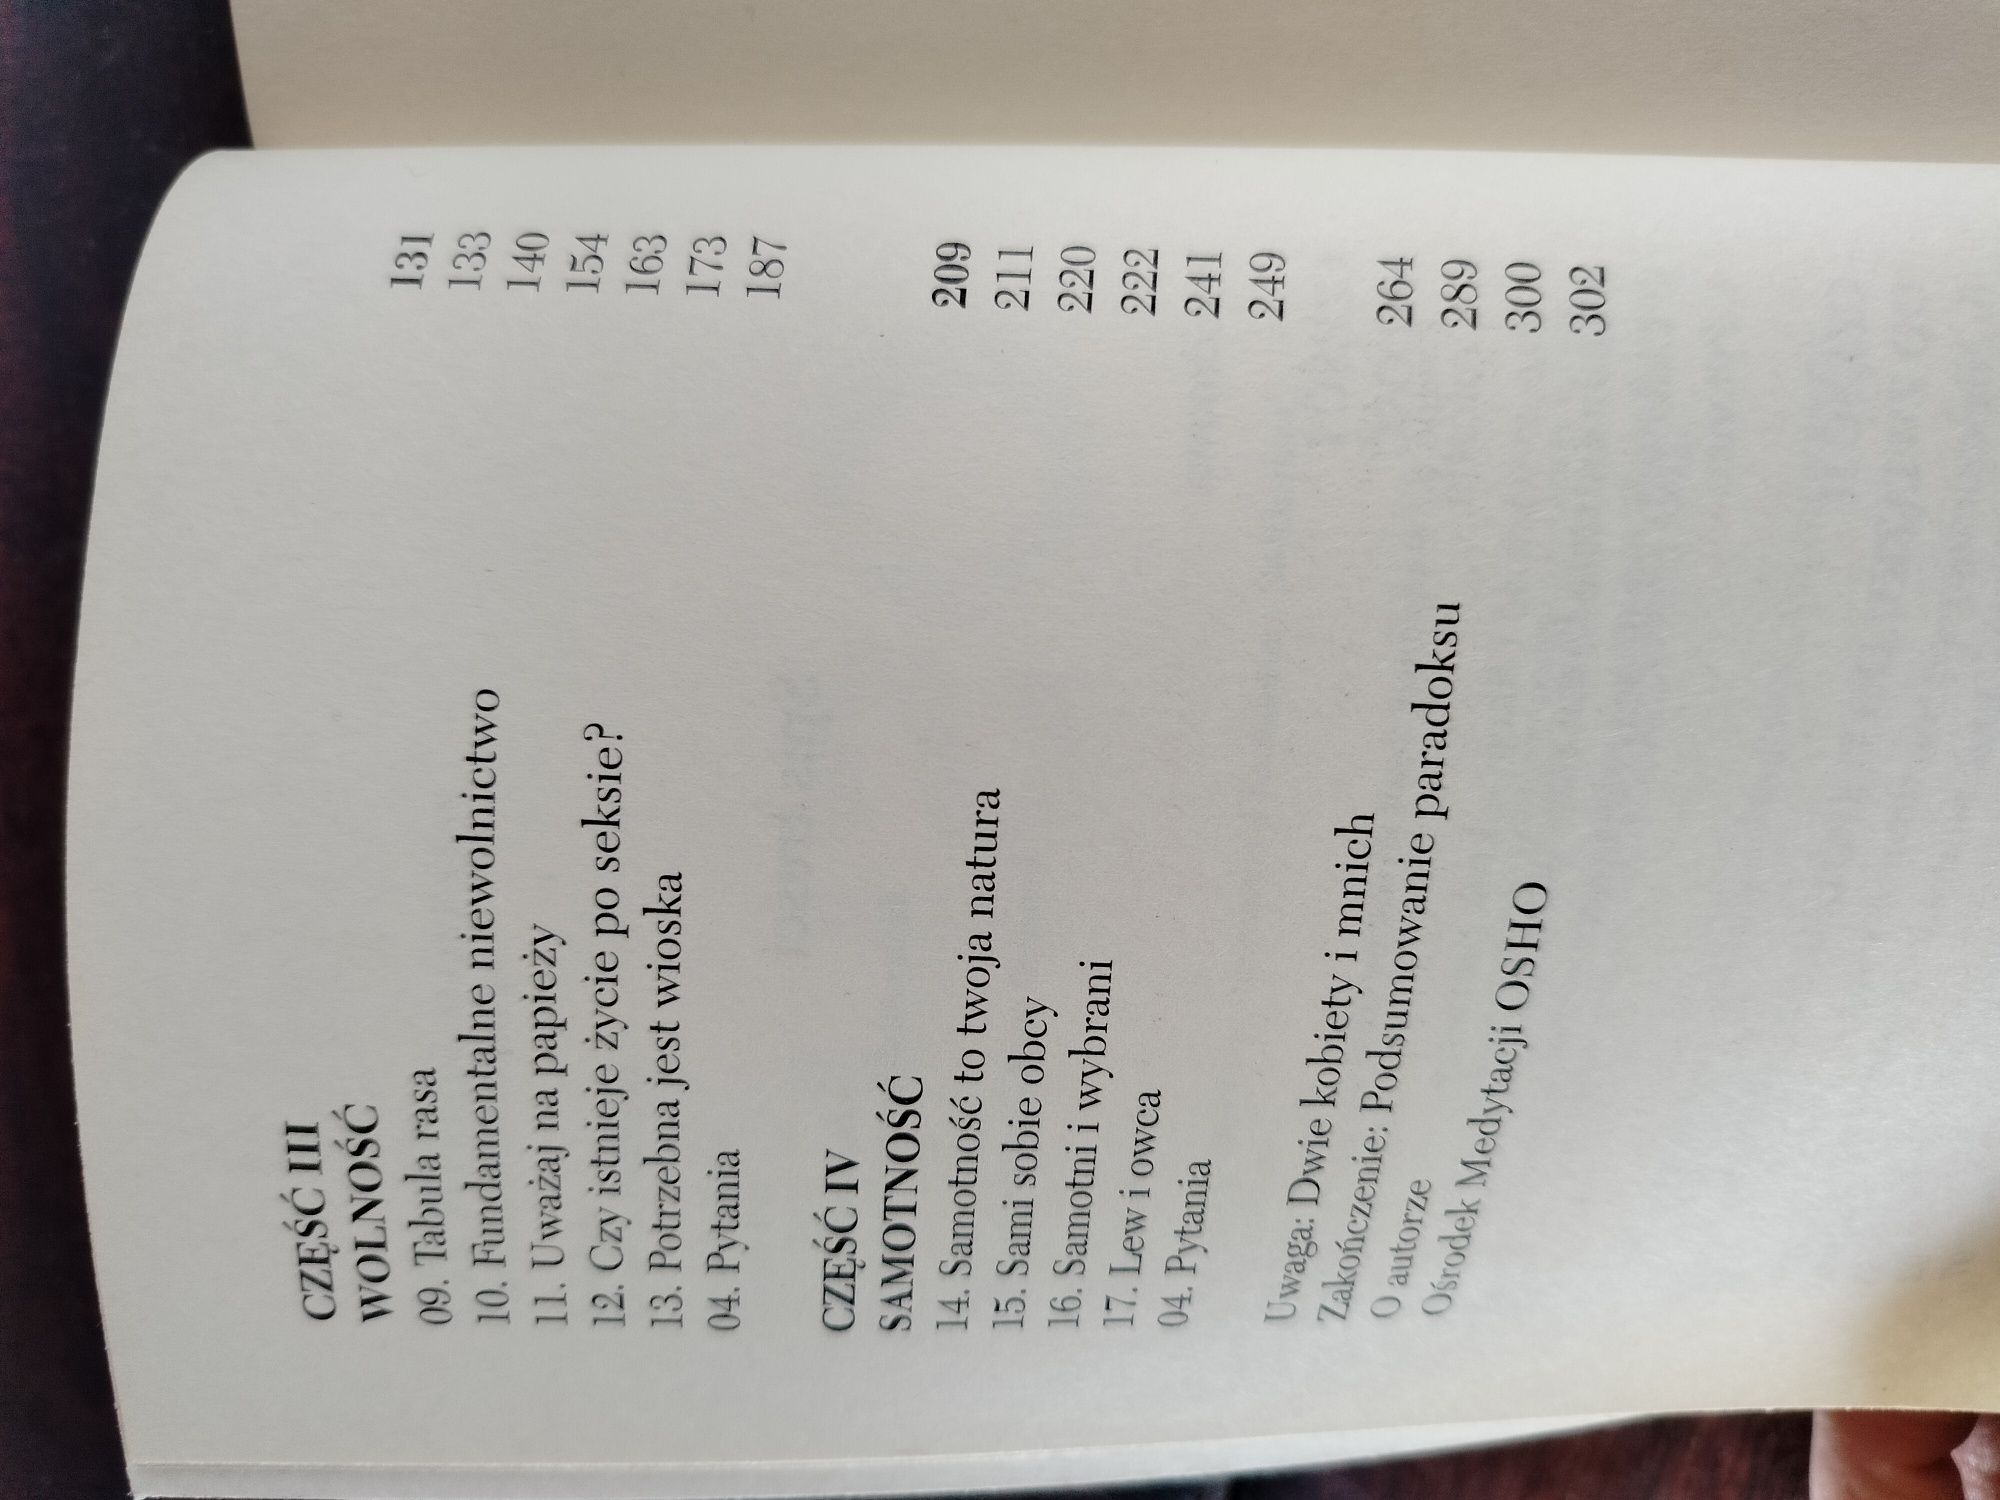 CZĘŚĆ III
WOLNOŚĆ 131
09. Tabula rasa 133
10. Fundamentalne niewolnictwo 140
11. Uważaj na papieży 154
12. Czy istnieje życie po seksie? 163
13. Potrzebna jest wioska 173
04. Pytania 187
CZĘŚĆ IV
SAMOTNOŚĆ 209
14. Samotność to twoja natura 211
15. Sami sobie obcy 220
16. Samotni i wybrani 222
17. Lew i owca 241
04. Pytania 249
Uwaga: Dwie kobiety i mnich 264
Zakończenie: Podsumowanie paradoksu 289
O autorze 300
Ośrodek Medytacji OSHO 302